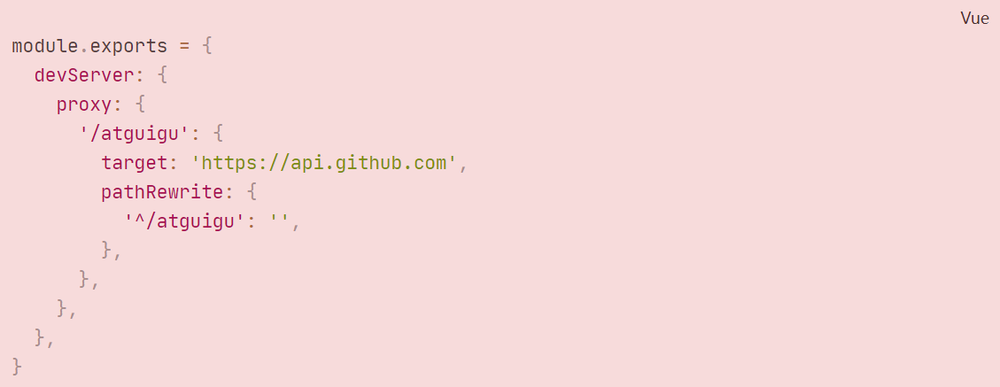 Vue
module.exports = {
  devServer: {
    proxy: {
      '/atguigu': {
        target: 'https://api.github.com',
        pathRewrite: {
          '^/atguigu': '',
        },
      },
    },
  },
}